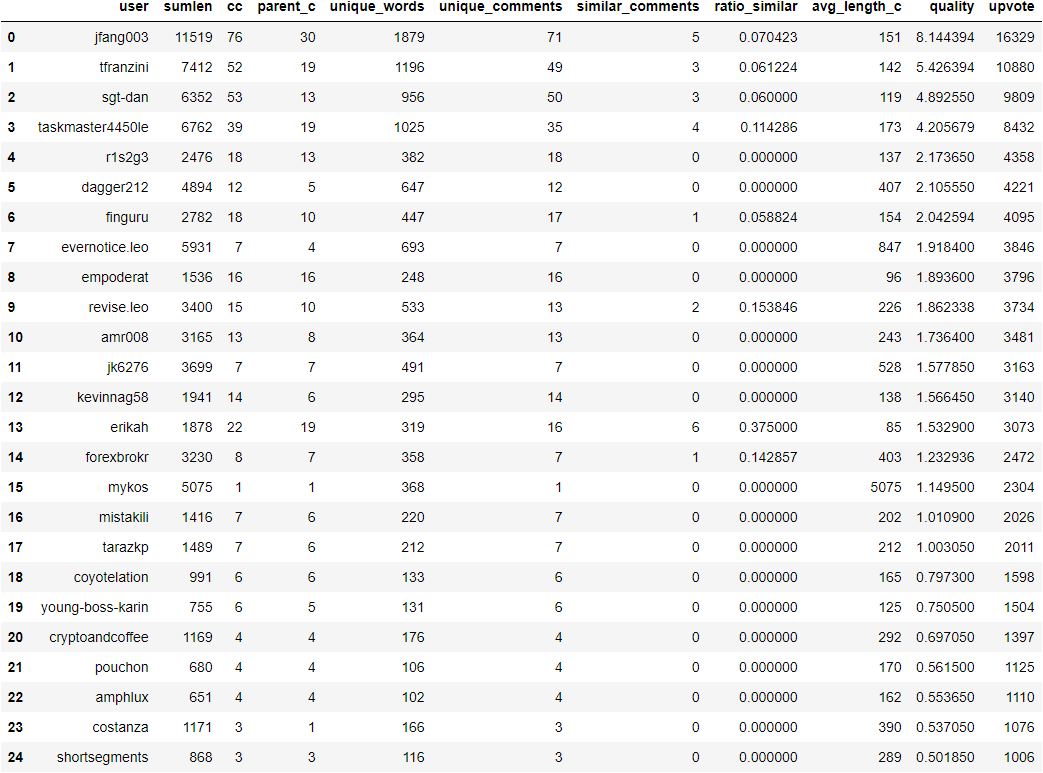 user sumlen cc parent_c unique_words unique_comments similar_comments ratio_similar avg_length_c quality upvote
0 jfang003 11519 76 30 1879 71 5 0.070423 151 8.144394 16329
1 tfranzini 7412 52 19 1196 49 3 0.061224 142 5.426394 10880
2 sgt-dan 6352 53 13 956 50 3 0.060000 119 4.892550 9809
3 taskmaster4450le 6762 39 19 1025 35 4 0.114286 173 4.205679 8432
4 r1s2g3 2476 18 13 382 18 0 0.000000 137 2.173650 4358
5 dagger212 4894 12 5 647 12 0 0.000000 407 2.105550 4221
6 finguru 2782 18 10 447 17 1 0.058824 154 2.042594 4095
7 evernotice.leo 5931 7 4 693 7 0 0.000000 847 1.918400 3846
8 empoderat 1536 16 16 248 16 0 0.000000 96 1.893600 3796
9 revise.leo 3400 15 10 533 13 2 0.153846 226 1.862338 3734
10 amr008 3165 13 8 364 13 0 0.000000 243 1.736400 3481
11 jk6276 3699 7 7 491 7 0 0.000000 528 1.577850 3163
12 kevinnag58 1941 14 6 295 14 0 0.000000 138 1.566450 3140
13 erikah 1878 22 19 319 16 6 0.375000 85 1.532900 3073
14 forexbrokr 3230 8 7 358 7 1 0.142857 403 1.232936 2472
15 mykos 5075 1 1 368 1 0 0.000000 5075 1.149500 2304
16 mistakili 1416 7 6 220 7 0 0.000000 202 1.010900 2026
17 tarazkp 1489 7 6 212 7 0 0.000000 212 1.003050 2011
18 coyotelation 991 6 6 133 6 0 0.000000 165 0.797300 1598
19 young-boss-karin 755 6 5 131 6 0 0.000000 125 0.750500 1504
20 cryptoandcoffee 1169 4 4 176 4 0 0.000000 292 0.697050 1397
21 pouchon 680 4 4 106 4 0 0.000000 170 0.561500 1125
22 amphlux 651 4 4 102 4 0 0.000000 162 0.553650 1110
23 costanza 1171 3 1 166 3 0 0.000000 390 0.537050 1076
24 shortsegments 868 3 3 116 3 0 0.000000 289 0.501850 1006